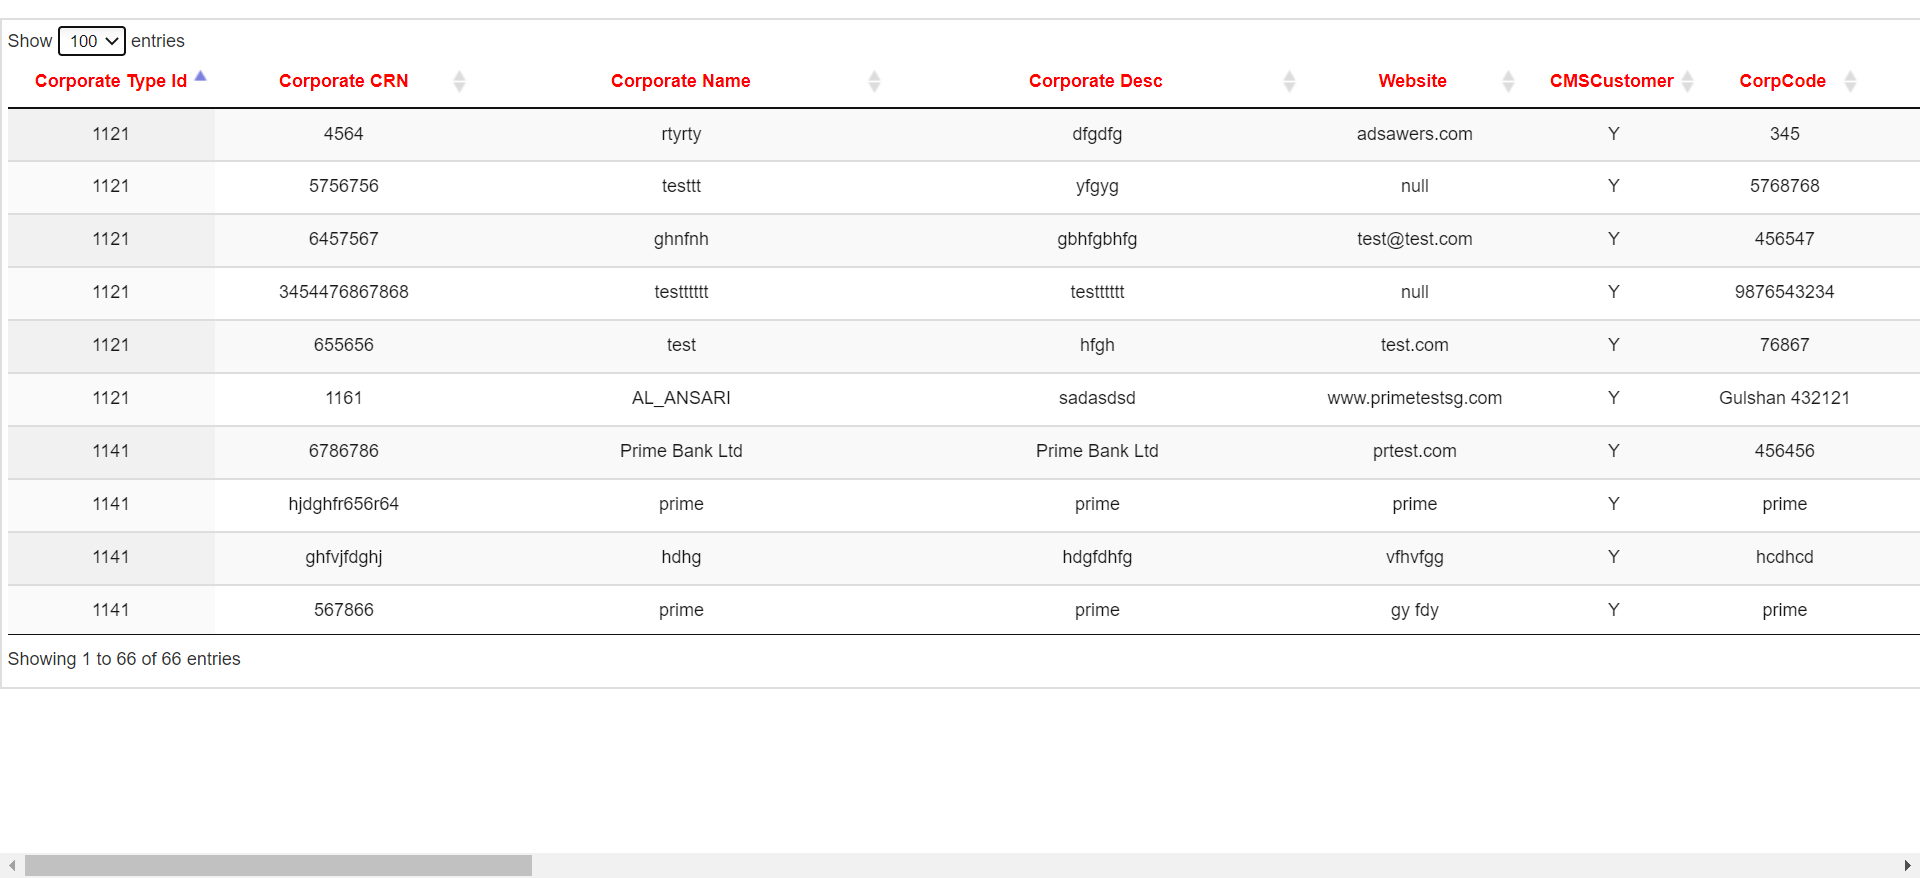 Show 100 entries
Corporate Type Id Corporate CRN Corporate Name Corporate Desc Website CMSCustomer CorpCode
1121 4564 rtyrty dfgdfg adsawers.com Y 345
1121 5756756 testtt yfgyg null Y 5768768
1121 6457567 ghnfnh gbhfgbhfg test@test.com Y 456547
1121 3454476867868 testttttt testttttt null Y 9876543234
1121 655656 test hfgh test.com Y 76867
1121 1161 AL_ANSARI sadasdsd www.primetestsg.com Y Gulshan 432121
1141 6786786 Prime Bank Ltd Prime Bank Ltd prtest.com Y 456456
1141 hjdghfr656r64 prime prime prime Y prime
1141 ghfvjfdghj hdhg hdgfdhfg vfhvfgg Y hcdhcd
1141 567866 prime prime gy fdy Y prime
Showing 1 to 66 of 66 entries